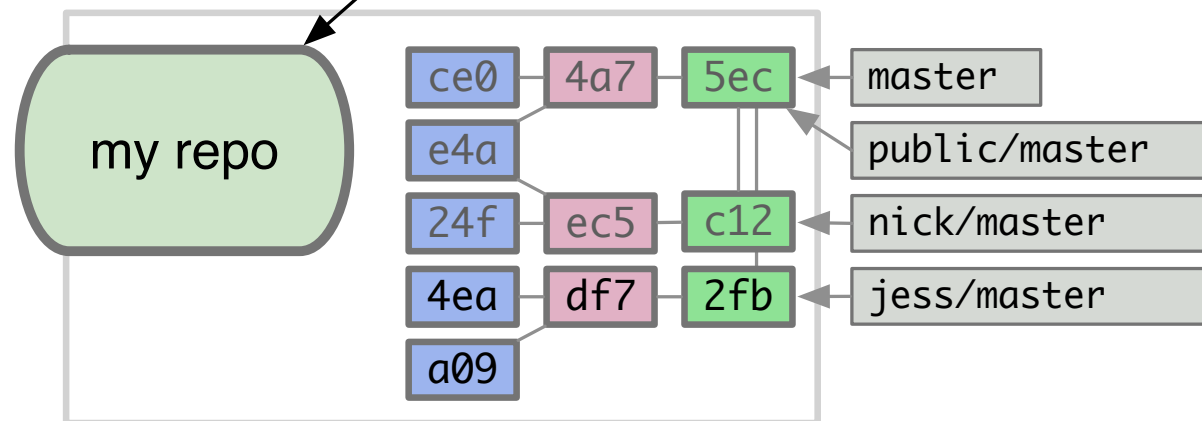 my repo
ce0 4a7 5ec master
e4a public/master
24f ec5 c12 nick/master
4ea df7 2fb jess/master
a09